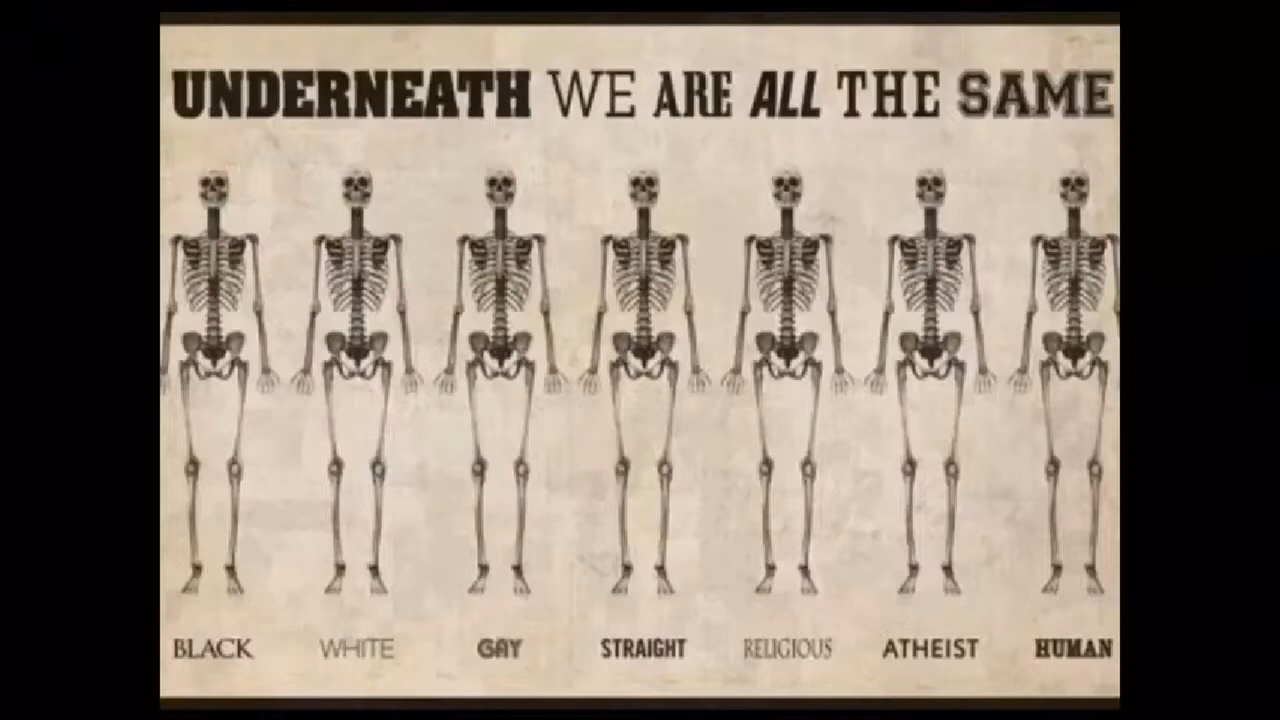 UNDERNEATH WE ARE ALL THE SAME
BLACK WHITE GAY STRAIGHT RELIGIOUS ATHEIST HUMAN